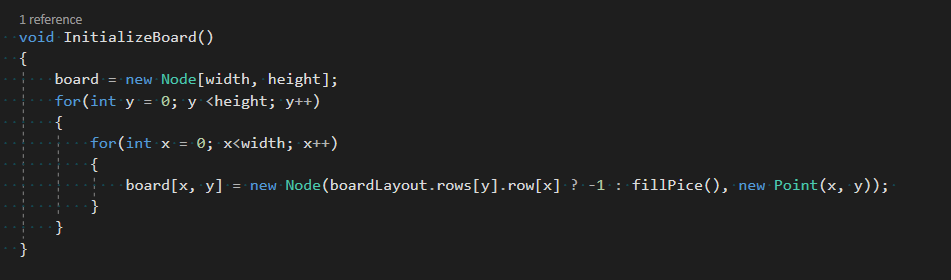 1 reference
void InitializeBoard()
{
board = new Node[width, height];
for(int y = 0; y <height; y++)
{
for(int x = 0; x<width; x++)
{
board[x, y] = new Node(boardLayout.rows[y].row[x] ? -1 : fillPice(), new Point(x, y));
}
}
}